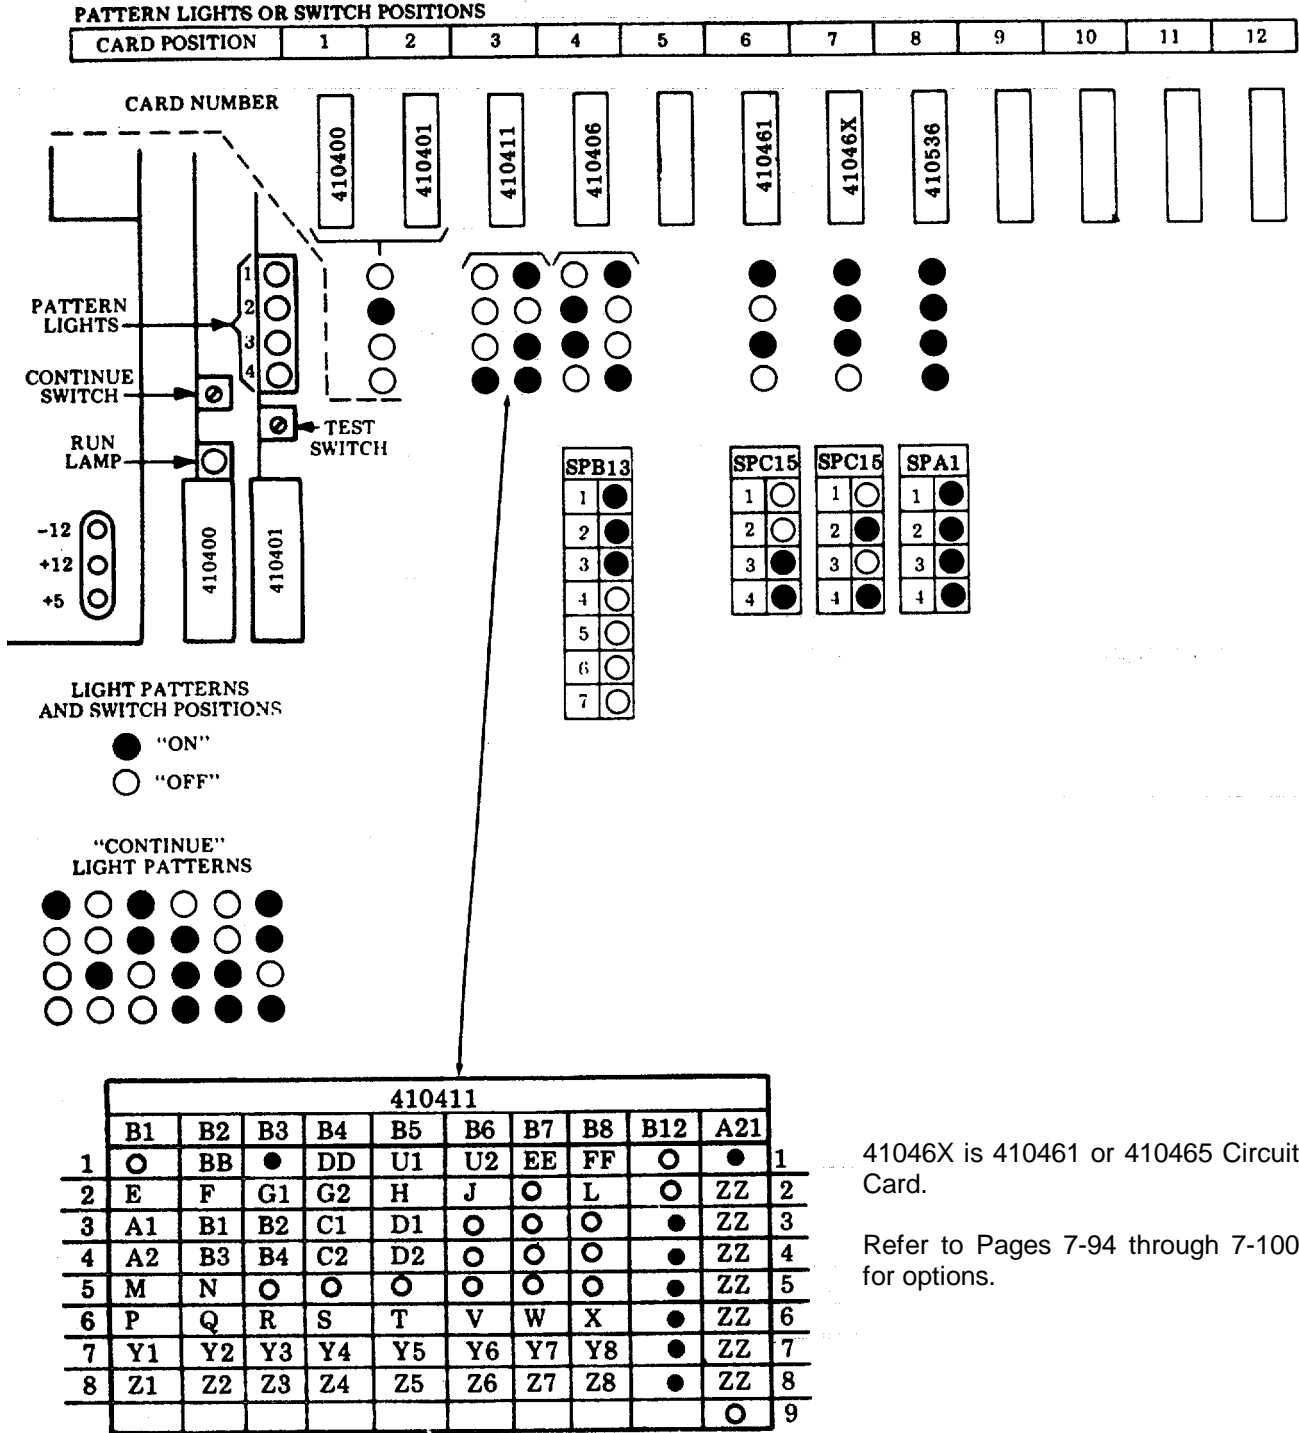 PATTERN LIGHTS OR SWITCH POSITIONS
CARD POSITION 1 2 3 4 5 6 7 8 9 10 11 12
CARD NUMBER
410400
410401
410411
410406
410461
41046X
410536
PATTERN
LIGHTS
1
2
3
4
CONTINUE
SWITCH
TEST
SWITCH
RUN
LAMP
-12
+12
+5
410400
410401
SPB13
1
2
3
4
5
6
7
SPC15
1
2
3
4
SPC15
1
2
3
4
SPA1
1
2
3
4
LIGHT PATTERNS
AND SWITCH POSITIONS
"ON"
"OFF"
"CONTINUE"
LIGHT PATTERNS
410411
B1 B2 B3 B4 B5 B6 B7 B8 B12 A21
1 BB DD U1 U2 EE FF 1
2 E F G1 G2 H J L ZZ 2
3 A1 B1 B2 C1 D1 ZZ 3
4 A2 B3 B4 C2 D2 ZZ 4
5 M N ZZ 5
6 P Q R S T V W X ZZ 6
7 Y1 Y2 Y3 Y4 Y5 Y6 Y7 Y8 ZZ 7
8 Z1 Z2 Z3 Z4 Z5 Z6 Z7 Z8 ZZ 8
9
41046X is 410461 or 410465 Circuit
Card.
Refer to Pages 7-94 through 7-100
for options.